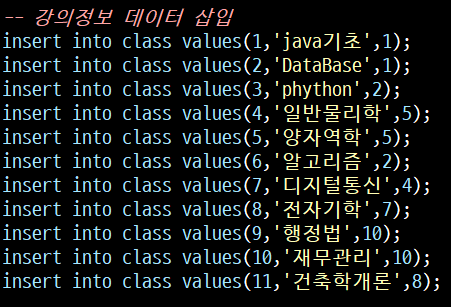 -- 강의정보 데이터 삽입
insert into class values(1,'java기초',1);
insert into class values(2,'DataBase',1);
insert into class values(3,'phython',2);
insert into class values(4,'일반물리학',5);
insert into class values(5,'양자역학',5);
insert into class values(6,'알고리즘',2);
insert into class values(7,'디지털통신',4);
insert into class values(8,'전자기학',7);
insert into class values(9,'행정법',10);
insert into class values(10,'재무관리',10);
insert into class values(11,'건축학개론',8);